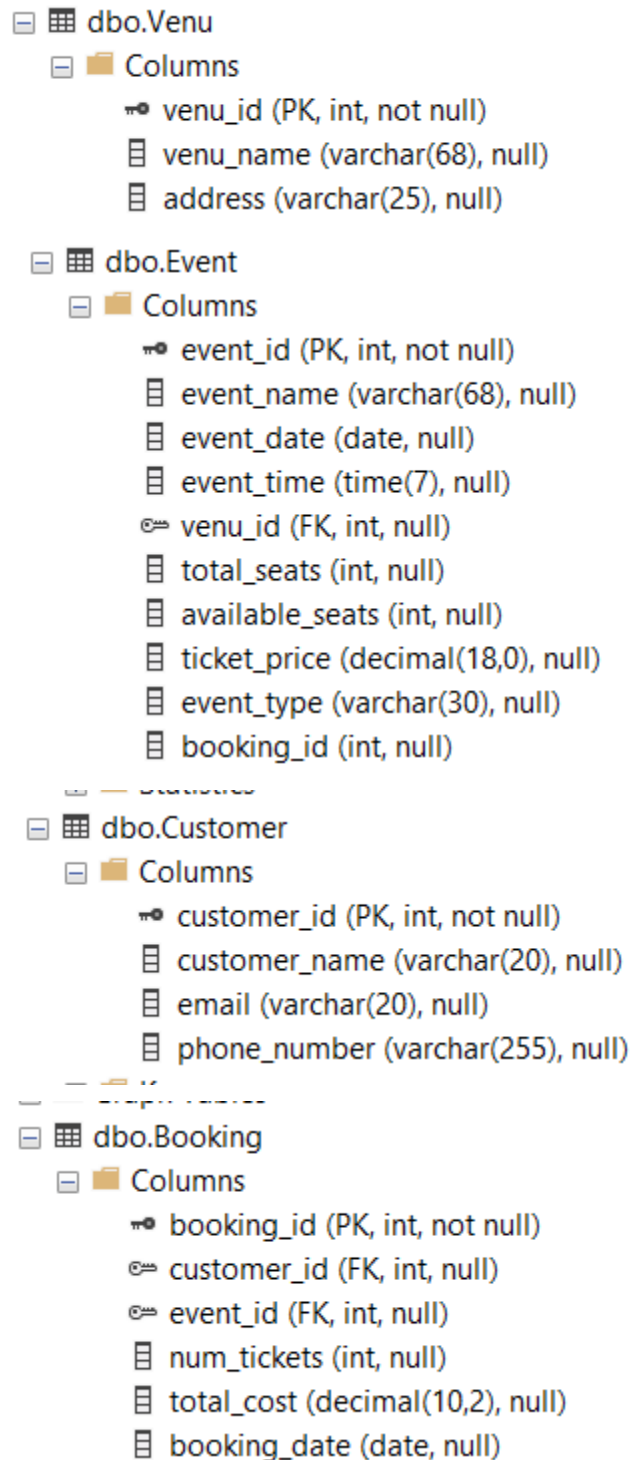 dbo.Venu
Columns
venu_id (PK, int, not null)
venu_name (varchar(68), null)
address (varchar(25), null)
dbo.Event
Columns
event_id (PK, int, not null)
event_name (varchar(68), null)
event_date (date, null)
event_time (time(7), null)
venu_id (FK, int, null)
total_seats (int, null)
available_seats (int, null)
ticket_price (decimal(18,0), null)
event_type (varchar(30), null)
booking_id (int, null)
dbo.Customer
Columns
customer_id (PK, int, not null)
customer_name (varchar(20), null)
email (varchar(20), null)
phone_number (varchar(255), null)
dbo.Booking
Columns
booking_id (PK, int, not null)
customer_id (FK, int, null)
event_id (FK, int, null)
num_tickets (int, null)
total_cost (decimal(10,2), null)
booking_date (date, null)